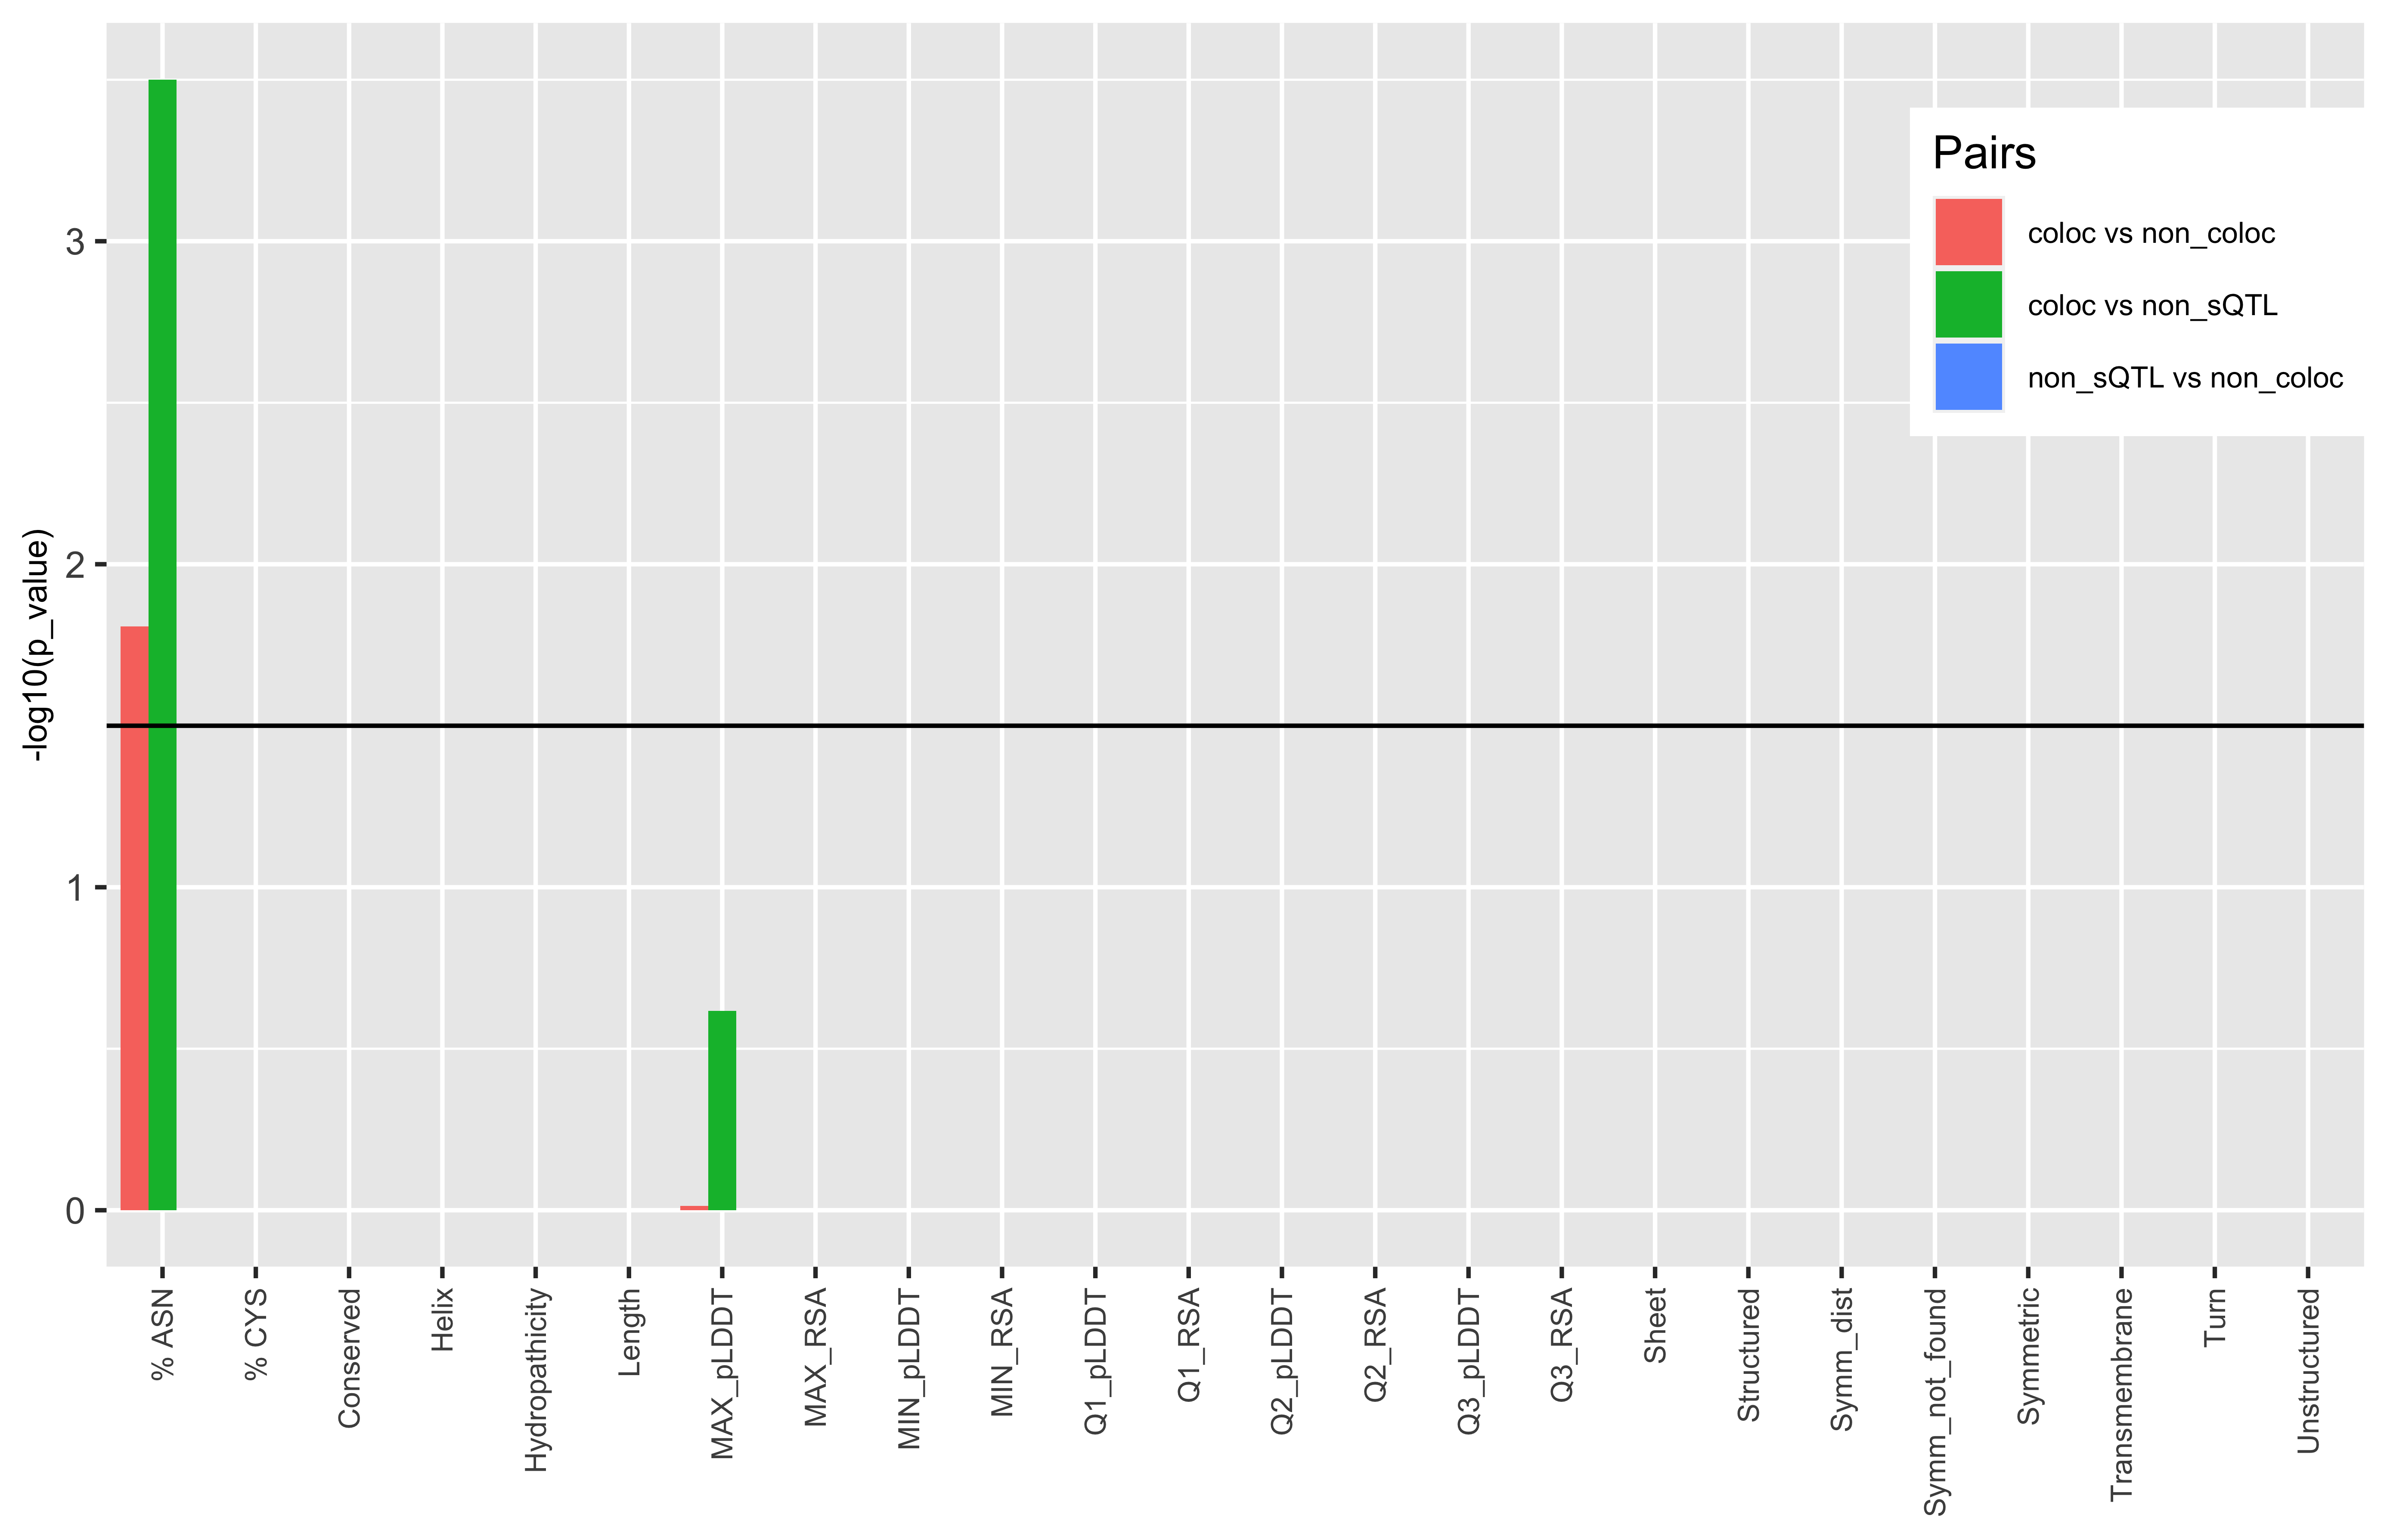 Pairs
coloc vs non_coloc
coloc vs non_sQTL
non_sQTL vs non_coloc
-log10(p_value)
3
2
1
0
% ASN
% CYS
Conserved
Helix
Hydropathicity
Length
MAX_pLDDT
MAX_RSA
MIN_pLDDT
MIN_RSA
Q1_pLDDT
Q1_RSA
Q2_pLDDT
Q2_RSA
Q3_pLDDT
Q3_RSA
Sheet
Structured
Symm_dist
Symm_not_found
Symmetric
Transmembrane
Turn
Unstructured